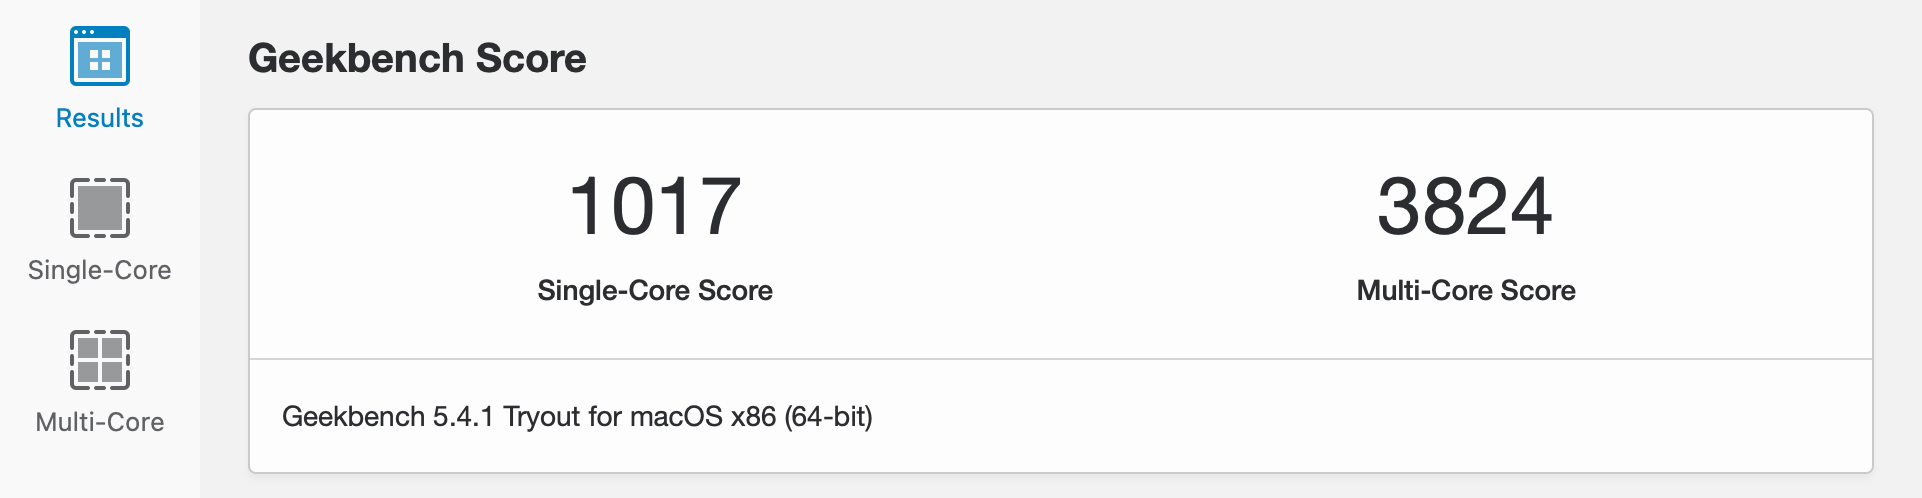 Results
Single-Core
Multi-Core
Geekbench Score
1017
Single-Core Score
3824
Multi-Core Score
Geekbench 5.4.1 Tryout for macOS x86 (64-bit)